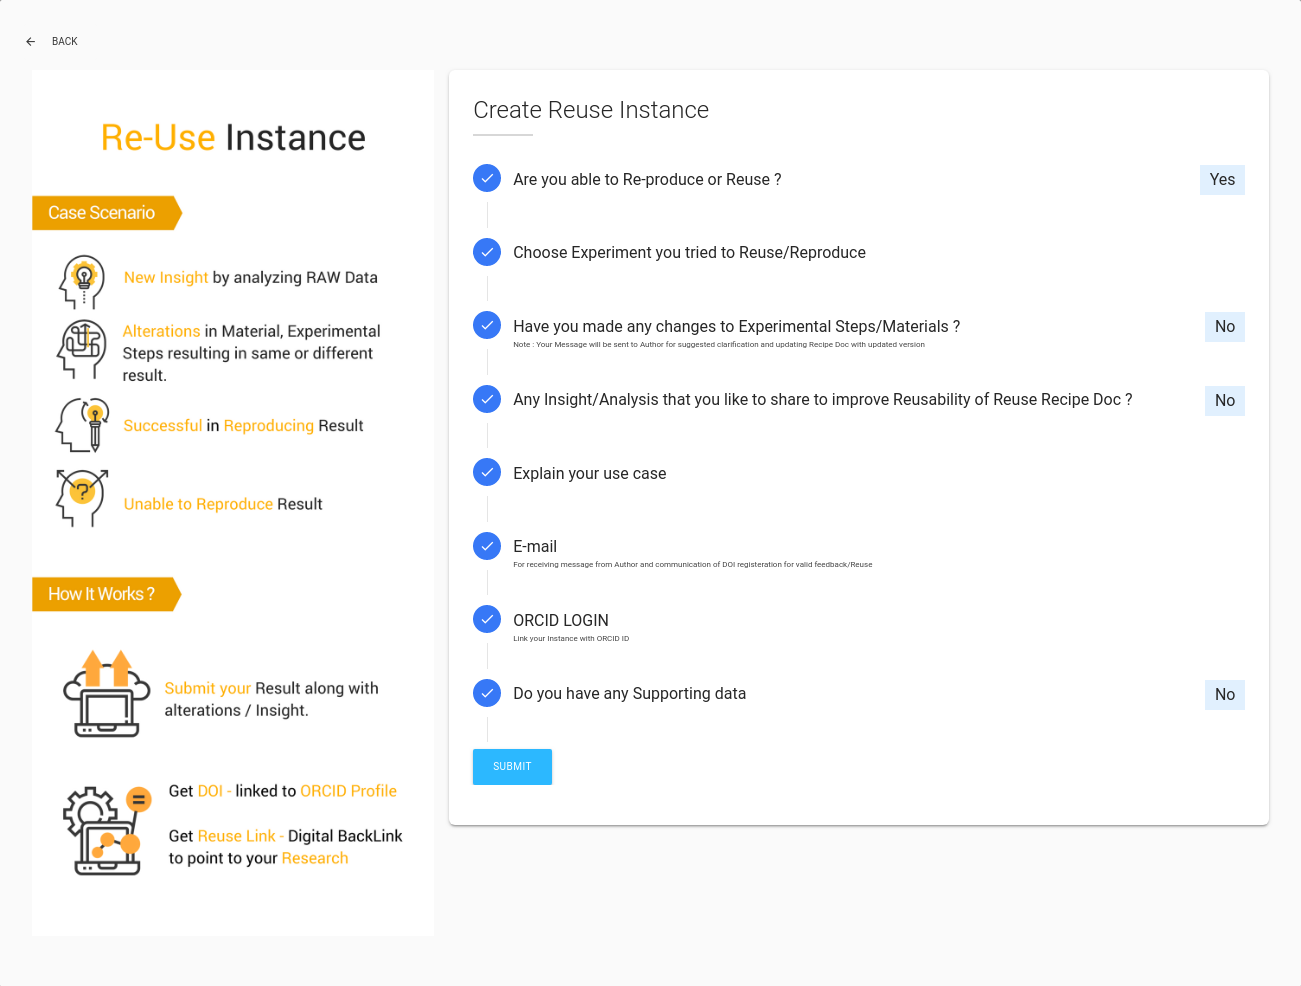 BACK
Re-Use Instance
Case Scenario
New Insight by analyzing RAW Data
Alterations in Material, Experimental
Steps resulting in same or different
result.
Successful in Reproducing Result
?
Unable to Reproduce Result
How It Works ?
Submit your Result along with
alterations / Insight.
Get DOI - linked to ORCID Profile
Get Reuse Link - Digital BackLink
to point to your Research
Create Reuse Instance
Are you able to Re-produce or Reuse ?
Yes
Choose Experiment you tried to Reuse/Reproduce
Have you made any changes to Experimental Steps/Materials ?
No
Note : Your Message will be sent to Author for suggested clarification and updating Recipe Doc with updated version
Any Insight/Analysis that you like to share to improve Reusability of Reuse Recipe Doc ?
No
Explain your use case
E-mail
For receiving message from Author and communication of DOI registeration for valid feedback/Reuse
ORCID LOGIN
Link your Instance with ORCID ID
Do you have any Supporting data
No
SUBMIT